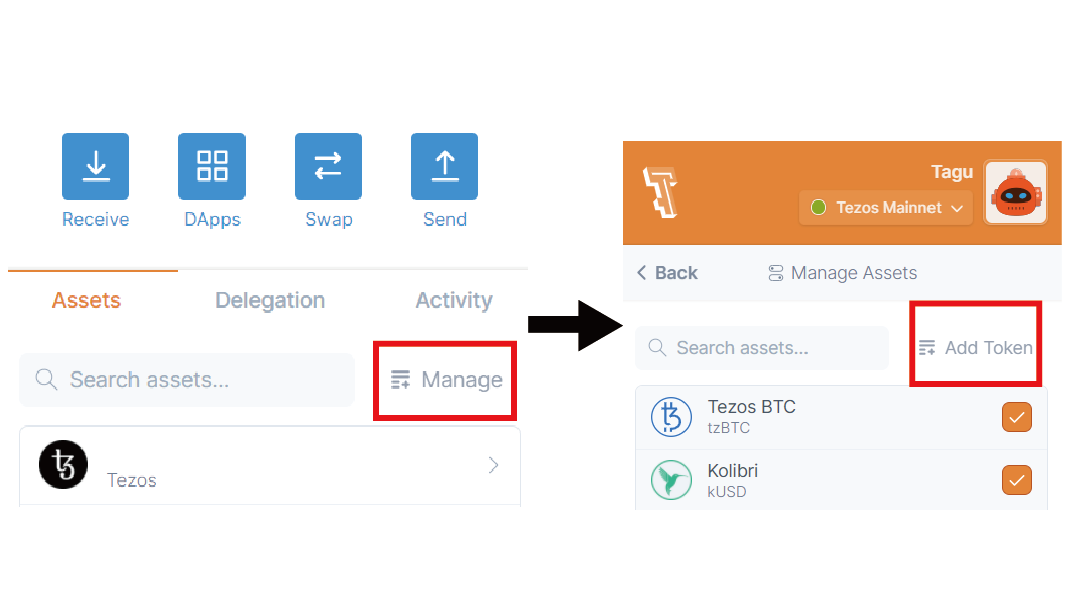 Receive
DApps
Swap
Send
Assets
Delegation
Activity
Search assets...
Manage
Tezos
Tagu
Tezos Mainnet
Back
Manage Assets
Search assets...
Add Token
Tezos BTC
tzBTC
Kolibri
kUSD